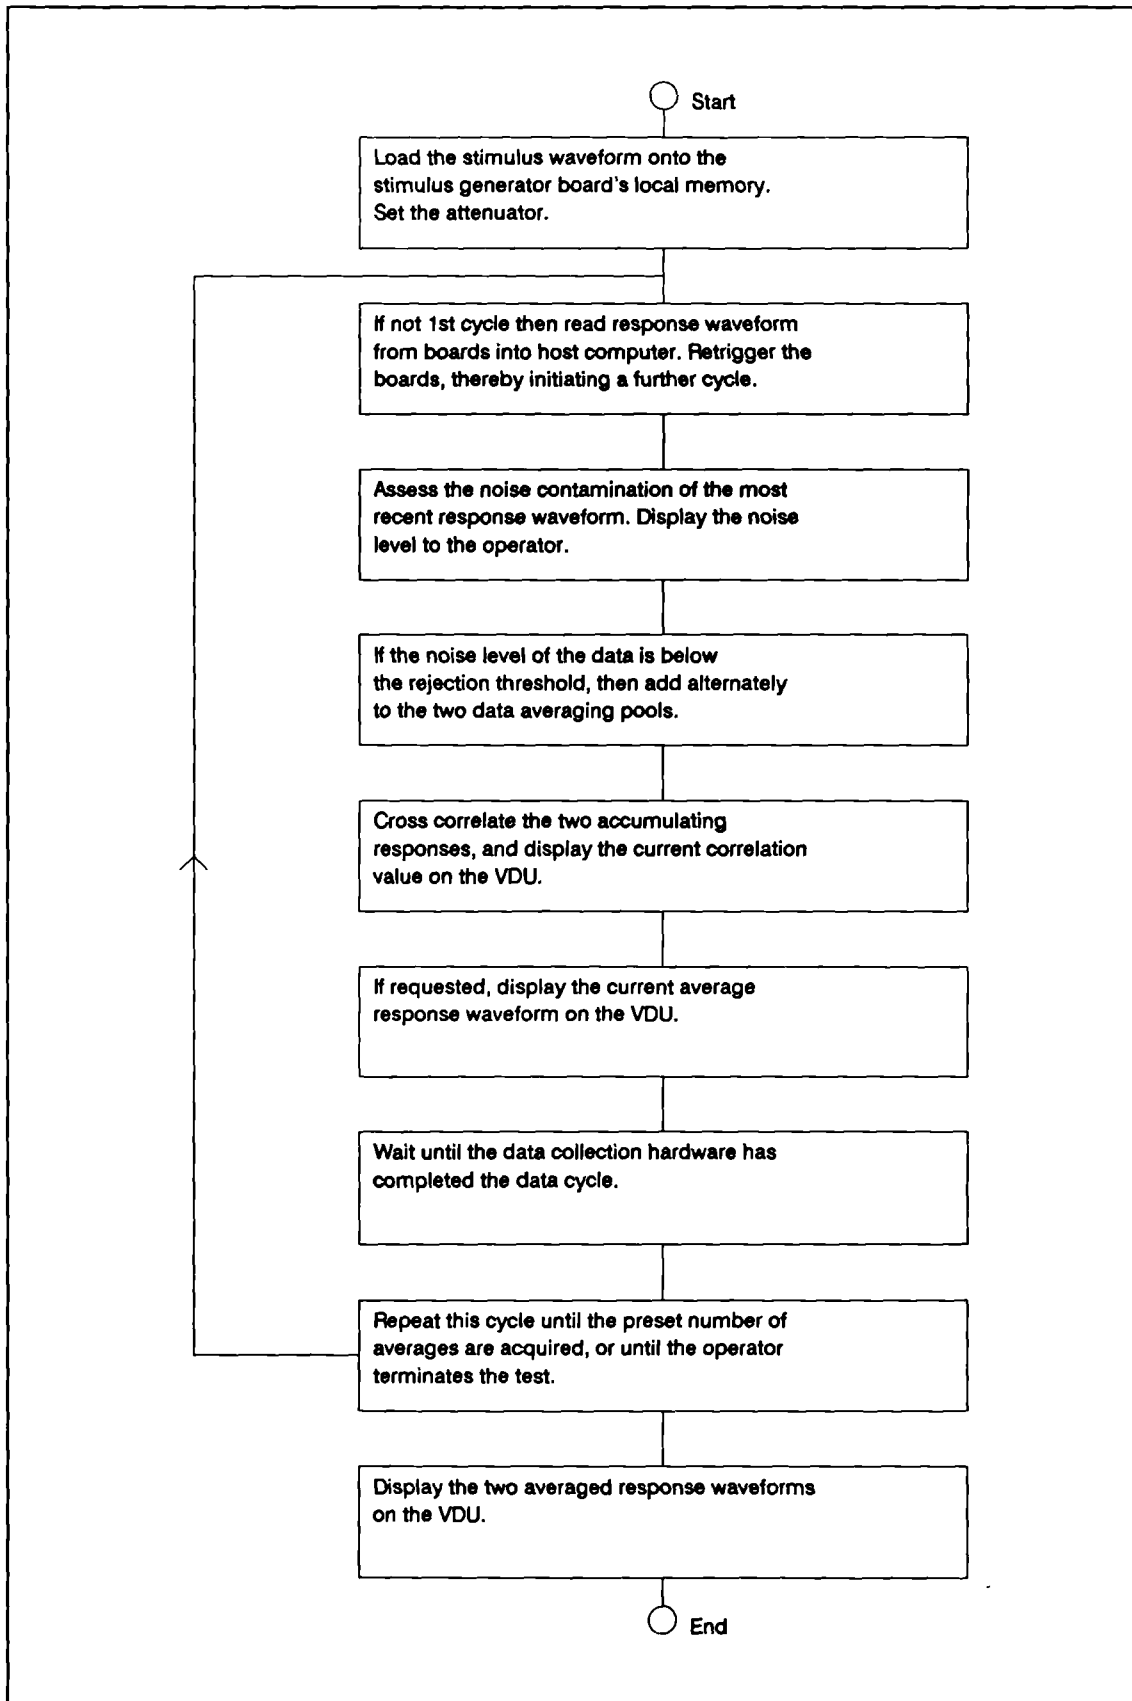 Start
Load the stimulus waveform onto the
stimulus generator board's local memory.
Set the attenuator.
If not 1st cycle then read response waveform
from boards into host computer. Retrigger the
boards, thereby initiating a further cycle.
Assess the noise contamination of the most
recent response waveform. Display the noise
level to the operator.
If the noise level of the data is below
the rejection threshold, then add alternately
to the two data averaging pools.
Cross correlate the two accumulating
responses, and display the current correlation
value on the VDU.
If requested, display the current average
response waveform on the VDU.
Wait until the data collection hardware has
completed the data cycle.
Repeat this cycle until the preset number of
averages are acquired, or until the operator
terminates the test.
Display the two averaged response waveforms
on the VDU.
End